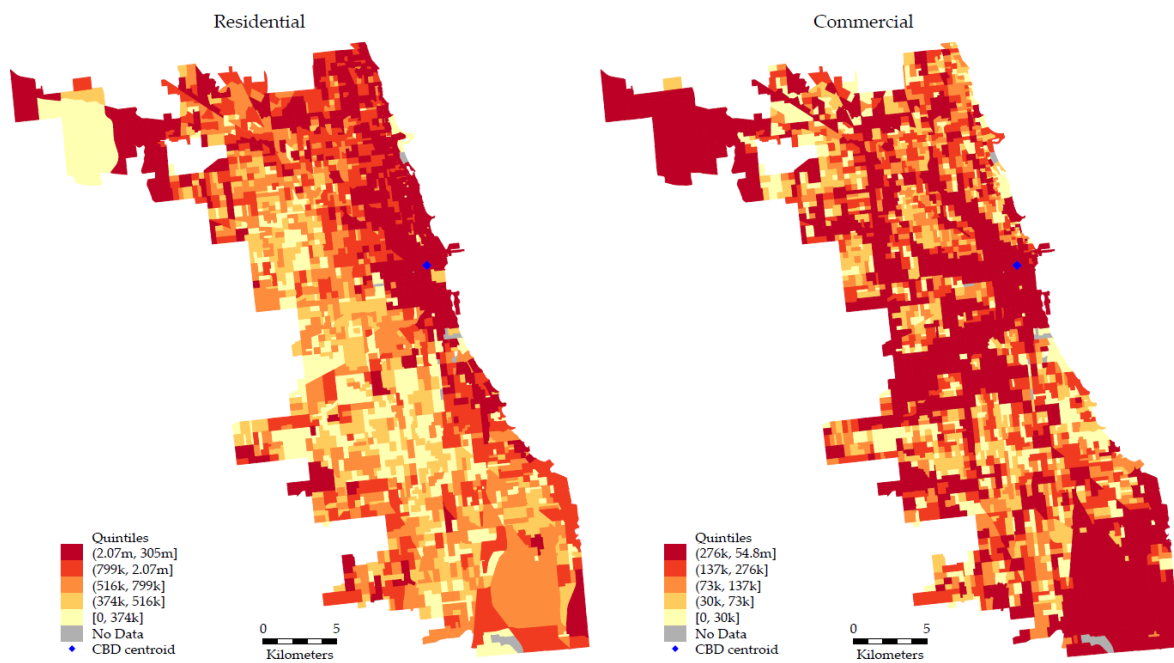 Residential
Quintiles
(2.07m, 305m]
(799k, 2.07m]
(516k, 799k]
(374k, 516k]
[0, 374k]
No Data
CBD centroid
0 5
Kilometers
Commercial
Quintiles
(276k, 54.8m]
(137k, 276k]
(73k, 137k]
(30k, 73k]
[0, 30k]
No Data
CBD centroid
0 5
Kilometers